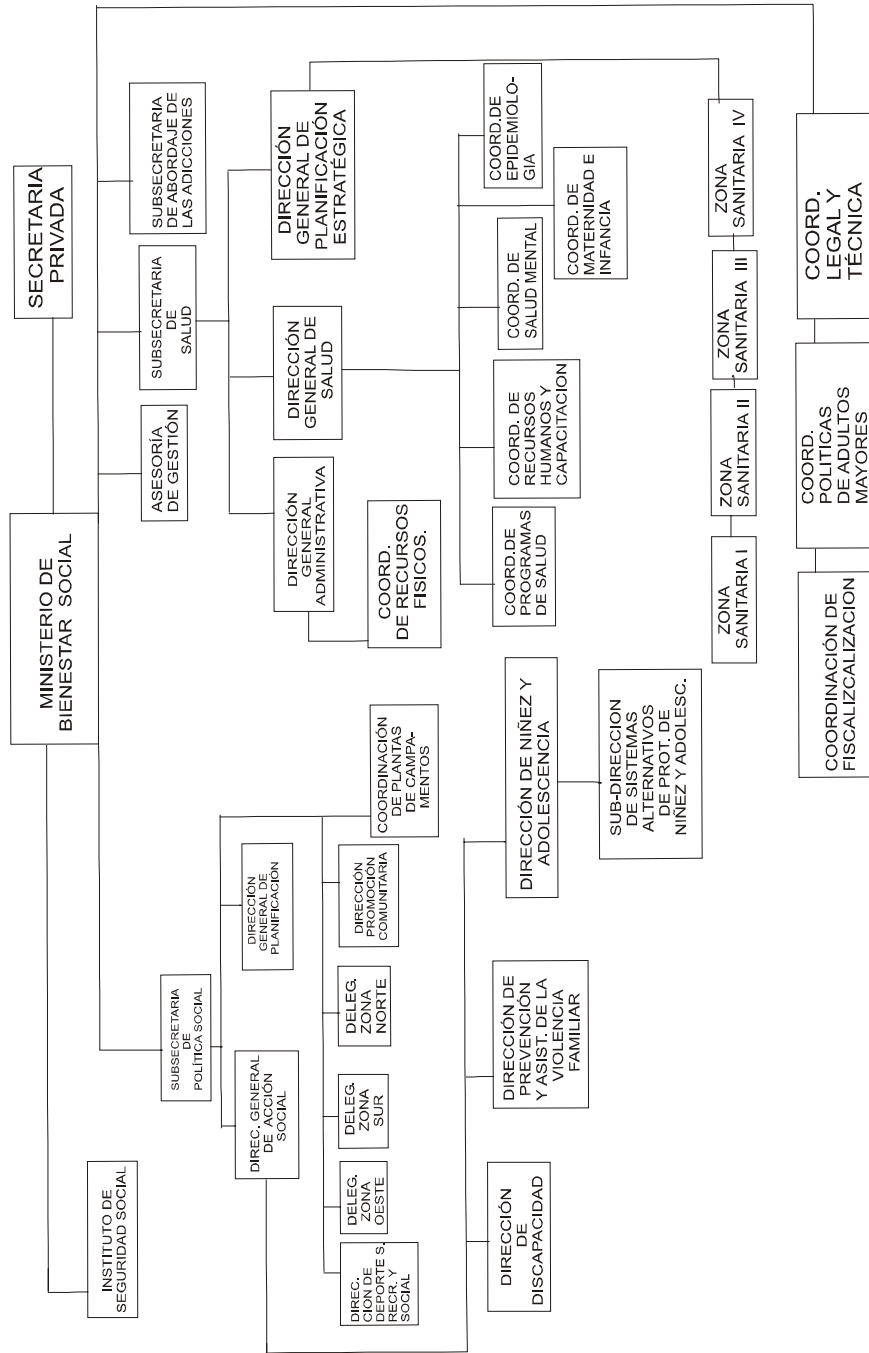 SECRETARIA
PRIVADA
MINISTERIO DE
BIENESTAR SOCIAL
INSTITUTO DE
SEGURIDAD SOCIAL
SUBSECRETARIA
DE
POLÍTICA SOCIAL
ASESORÍA
DE GESTIÓN
SUBSECRETARIA
DE
SALUD
SUBSECRETARIA
DE ABORDAJE DE
LAS ADICCIONES
DIREC. GENERAL
DE ACCIÓN
SOCIAL
DIRECCIÓN
GENERAL DE
PLANIFICACIÓN
DIRECCIÓN
GENERAL
ADMINISTRATIVA
DIRECCIÓN
GENERAL DE
SALUD
DIRECCIÓN
GENERAL DE
PLANIFICACIÓN
ESTRATÉGICA
DIREC.
CION DE
DEPORTE S.
RECR. Y
SOCIAL
DELEG.
ZONA
OESTE
DELEG.
ZONA
SUR
DELEG.
ZONA
NORTE
DIRECCIÓN
PROMOCIÓN
COMUNITARIA
COORDINACIÓN
DE PLANTAS
DE CAMPA-
MENTOS
COORD.
DE RECURSOS
FISICOS.
DIRECCIÓN
DE
DISCAPACIDAD
DIRECCIÓN DE
PREVENCIÓN
Y ASIST. DE LA
VIOLENCIA
FAMILIAR
DIRECCIÓN DE NIÑEZ Y
ADOLESCENCIA
COORD.DE
PROGRAMAS
DE SALUD
COORD. DE
RECURSOS
HUMANOS Y
CAPACITACION
COORD. DE
SALUD MENTAL
COORD. DE
MATERNIDAD E
INFANCIA
COORD.DE
EPIDEMIOLO-
GIA
SUB-DIRECCION
DE SISTEMAS
ALTERNATIVOS
DE PROT. DE
NIÑEZ Y ADOLESC.
ZONA
SANITARIA I
ZONA
SANITARIA II
ZONA
SANITARIA III
ZONA
SANITARIA IV
COORDINACIÓN DE
FISCALIZCALIZACION
COORD.
POLITICAS
DE ADULTOS
MAYORES
COORD.
LEGAL Y
TÉCNICA